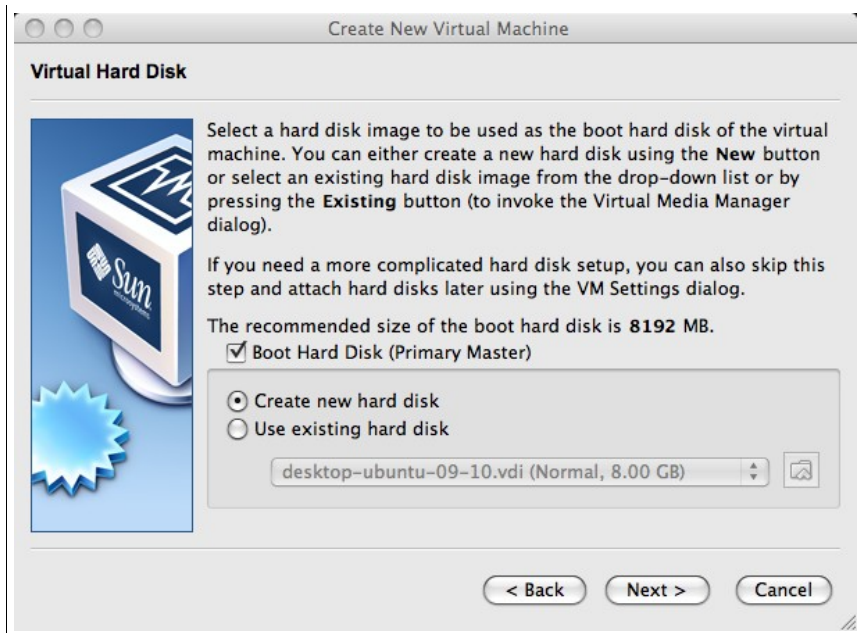 Create New Virtual Machine
Virtual Hard Disk
Select a hard disk image to be used as the boot hard disk of the virtual
machine. You can either create a new hard disk using the New button
or select an existing hard disk image from the drop-down list or by
pressing the Existing button (to invoke the Virtual Media Manager
dialog).
If you need a more complicated hard disk setup, you can also skip this
step and attach hard disks later using the VM Settings dialog.
The recommended size of the boot hard disk is 8192 MB.
Boot Hard Disk (Primary Master)
Create new hard disk
Use existing hard disk
desktop-ubuntu-09-10.vdi (Normal, 8.00 GB)
Sun
microsystems
< Back
Next >
Cancel